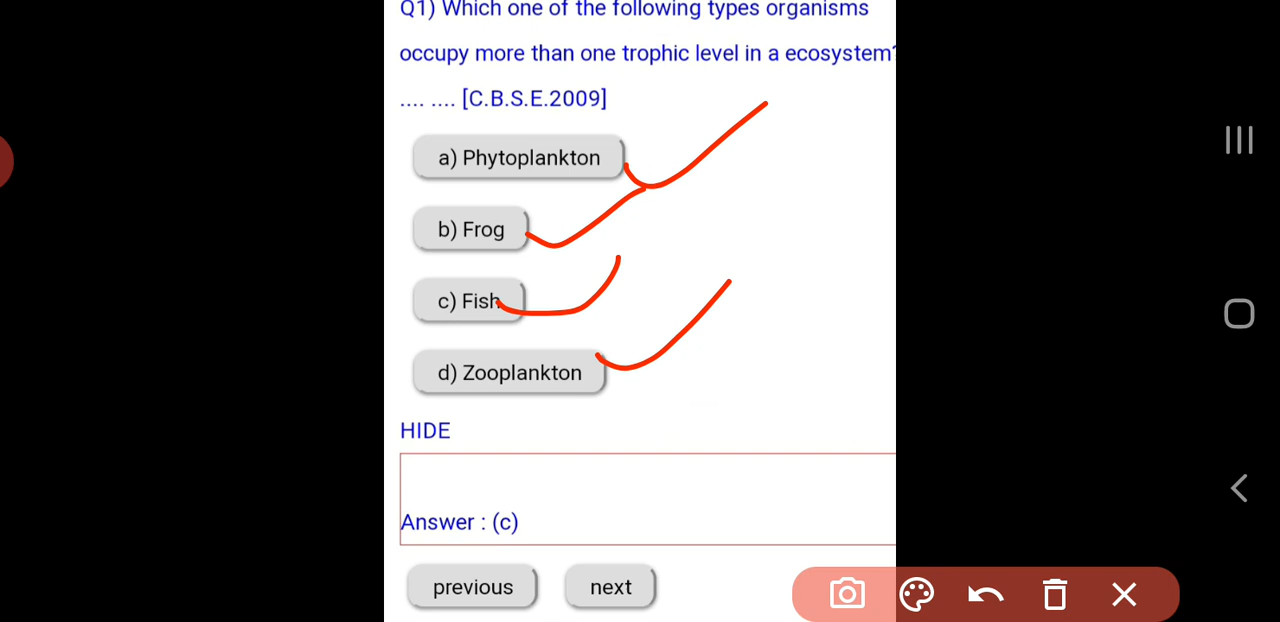 Q1) Which one of the following types organisms
occupy more than one trophic level in a ecosystem?
.... .... [C.B.S.E.2009]
a) Phytoplankton
b) Frog
c) Fish
d) Zooplankton
HIDE
Answer : (c)
previous
next